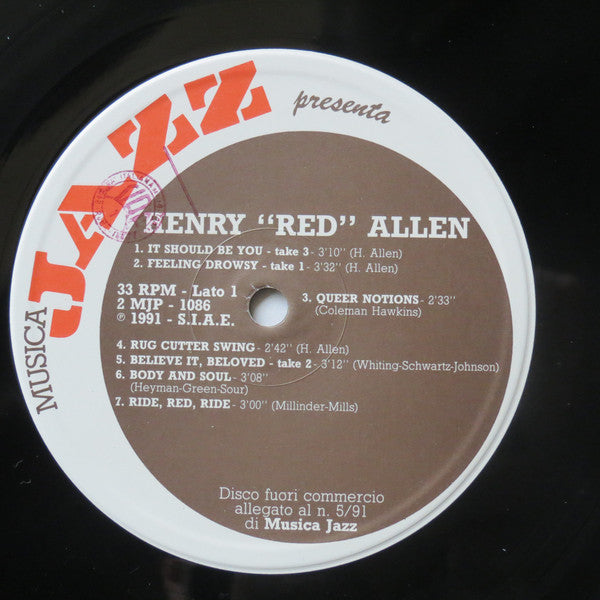 MUSICA
JAZZ
presenta
HENRY "RED" ALLEN
1. IT SHOULD BE YOU - take 3 - 3'10" (H. Allen)
2. FEELING DROWSY - take 1 - 3'32" (H. Allen)
33 RPM - Lato 1
2 MJP - 1086
℗ 1991 - S.I.A.E.
3. QUEER NOTIONS - 2'33"
(Coleman Hawkins)
4. RUG CUTTER SWING - 2'42" (H. Allen)
5. BELIEVE IT, BELOVED - take 2 - 3'12" (Whiting-Schwartz-Johnson)
6. BODY AND SOUL - 3'08"
(Heyman-Green-Sour)
7. RIDE, RED, RIDE - 3'00" (Millinder-Mills)
Disco fuori commercio
allegato al n. 5/91
di Musica Jazz